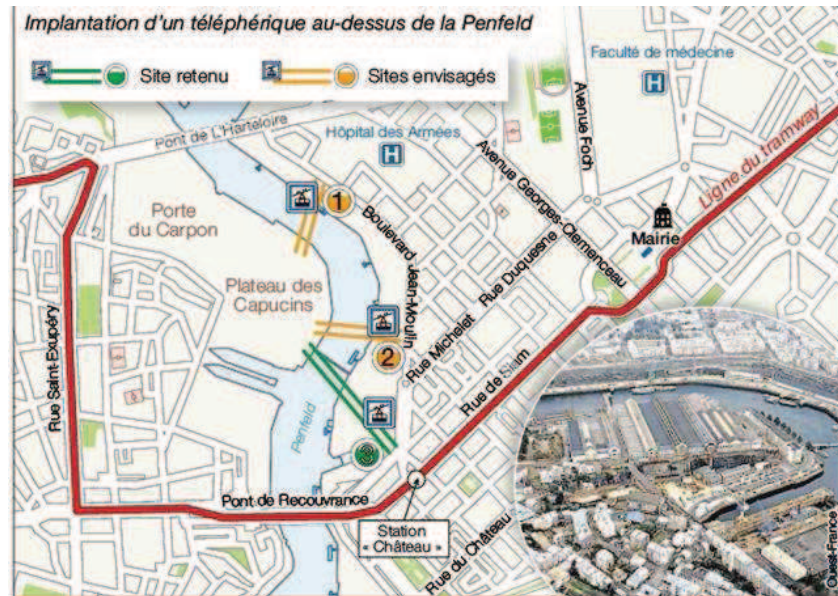 Implantation d'un téléphérique au-dessus de la Penfeld
Site retenu
Sites envisagés
Faculté de médecine
H
Pont de L'Harteloire
Hôpital des Armées
H
Avenue Foch
Avenue Georges-Clemenceau
Ligne du tramway
Porte
du Carpon
1
Boulevard Jean-Moulin
Mairie
Rue Duquesne
Plateau des
Capucins
Rue Saint-Exupéry
2
Rue Michelet
Rue de Siam
Penfeld
3
Pont de Recouvrance
Station
« Château »
Rue du Château
Ouest-France